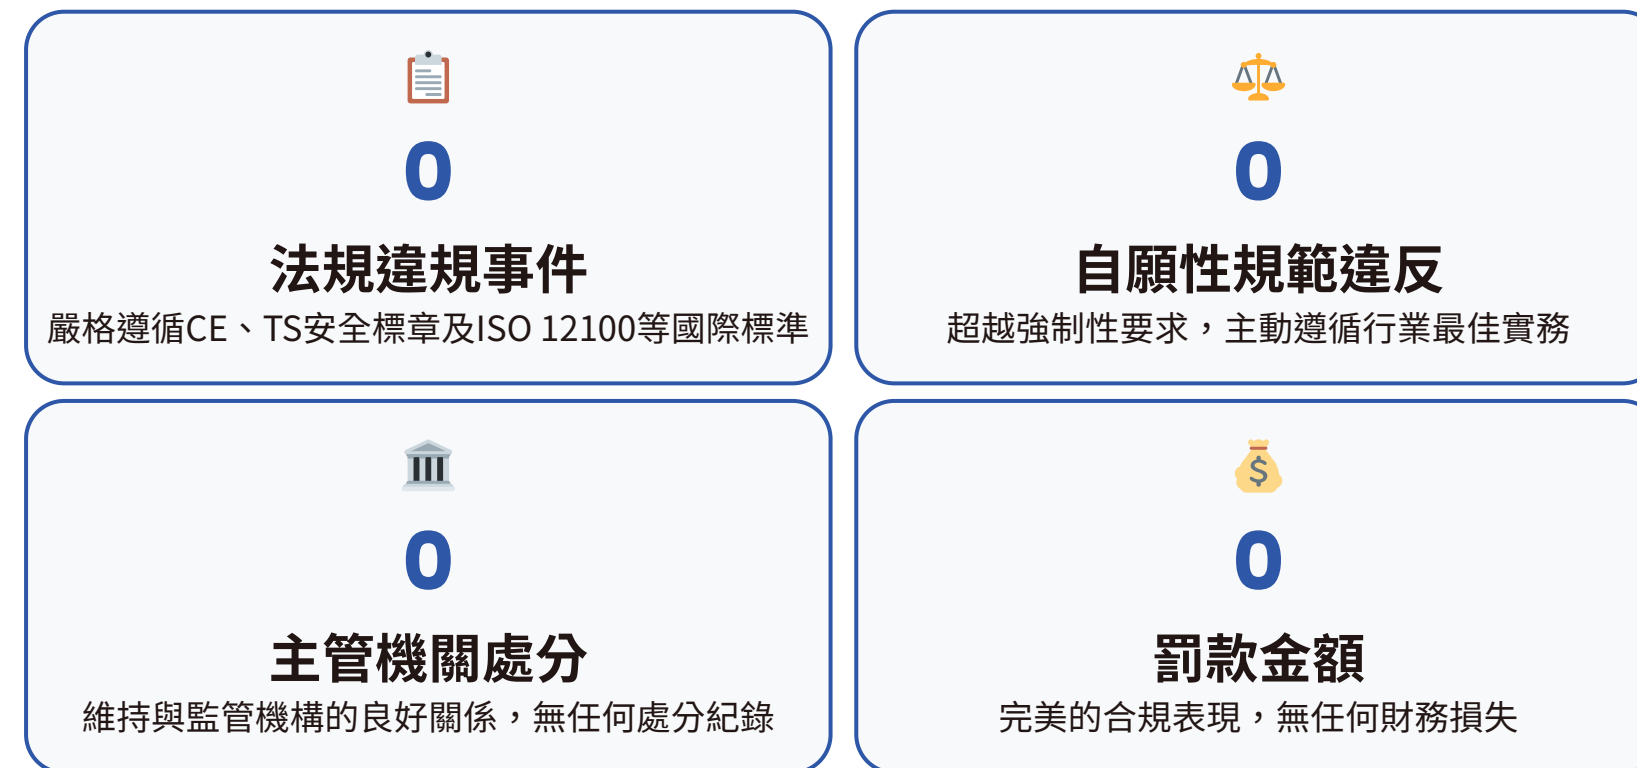 0
法規違規事件
嚴格遵循CE、TS安全標章及ISO 12100等國際標準
0
自願性規範違反
超越強制性要求，主動遵循行業最佳實務
0
主管機關處分
維持與監管機構的良好關係，無任何處分紀錄
$
0
罰款金額
完美的合規表現，無任何財務損失